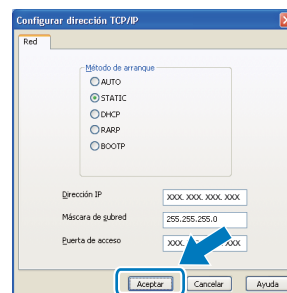 Configurar dirección TCP/IP
Red
Método de arranque
AUTO
STATIC
DHCP
RARP
BOOTP
Dirección IP XXX. XXX. XXX. XXX
Máscara de subred 255.255.255.0
Puerta de acceso XXX. XXX
Aceptar Cancelar Ayuda